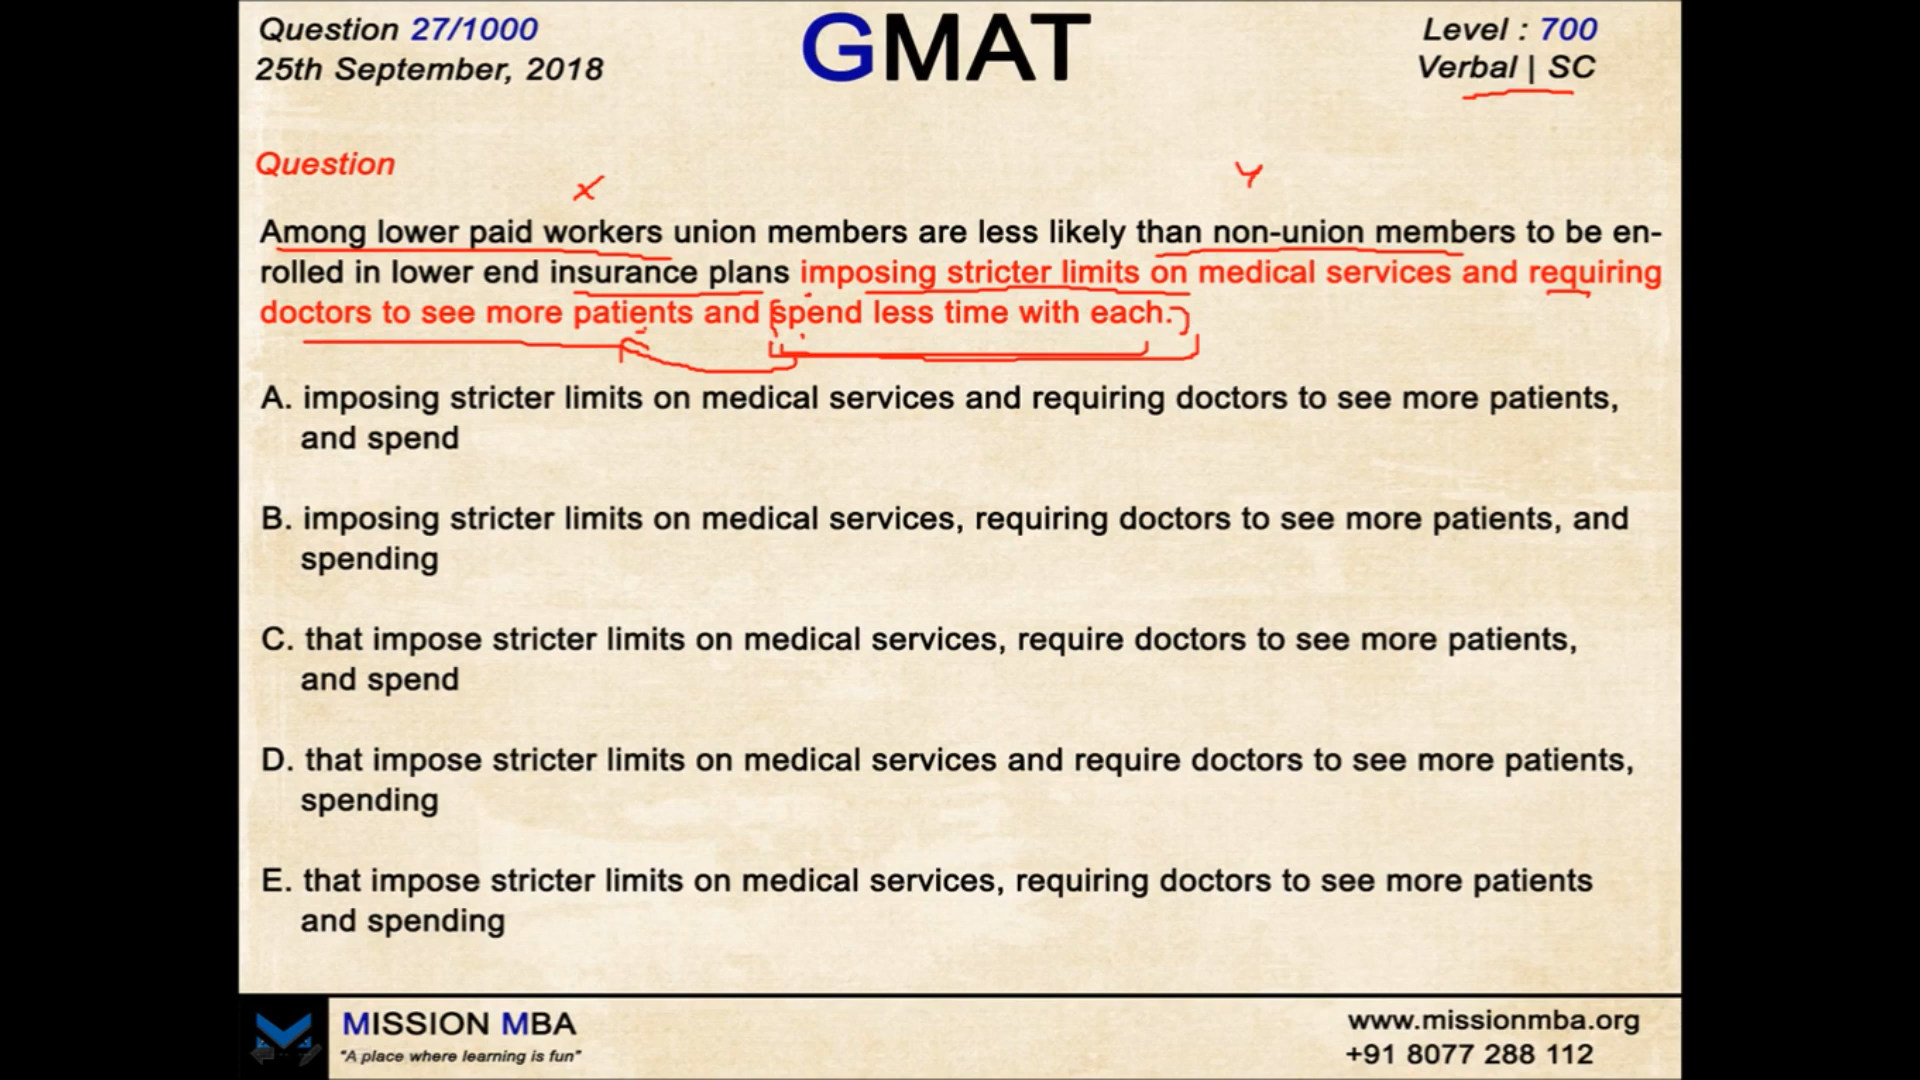 Question 27/1000
25th September, 2018
GMAT
Level : 700
Verbal | SC
Question
X
Y
Among lower paid workers union members are less likely than non-union members to be en-
rolled in lower end insurance plans imposing stricter limits on medical services and requiring
doctors to see more patients and spend less time with each.
A. imposing stricter limits on medical services and requiring doctors to see more patients,
and spend
B. imposing stricter limits on medical services, requiring doctors to see more patients, and
spending
C. that impose stricter limits on medical services, require doctors to see more patients,
and spend
D. that impose stricter limits on medical services and require doctors to see more patients,
spending
E. that impose stricter limits on medical services, requiring doctors to see more patients
and spending
MISSION MBA
"A place where learning is fun"
www.missionmba.org
+91 8077 288 112